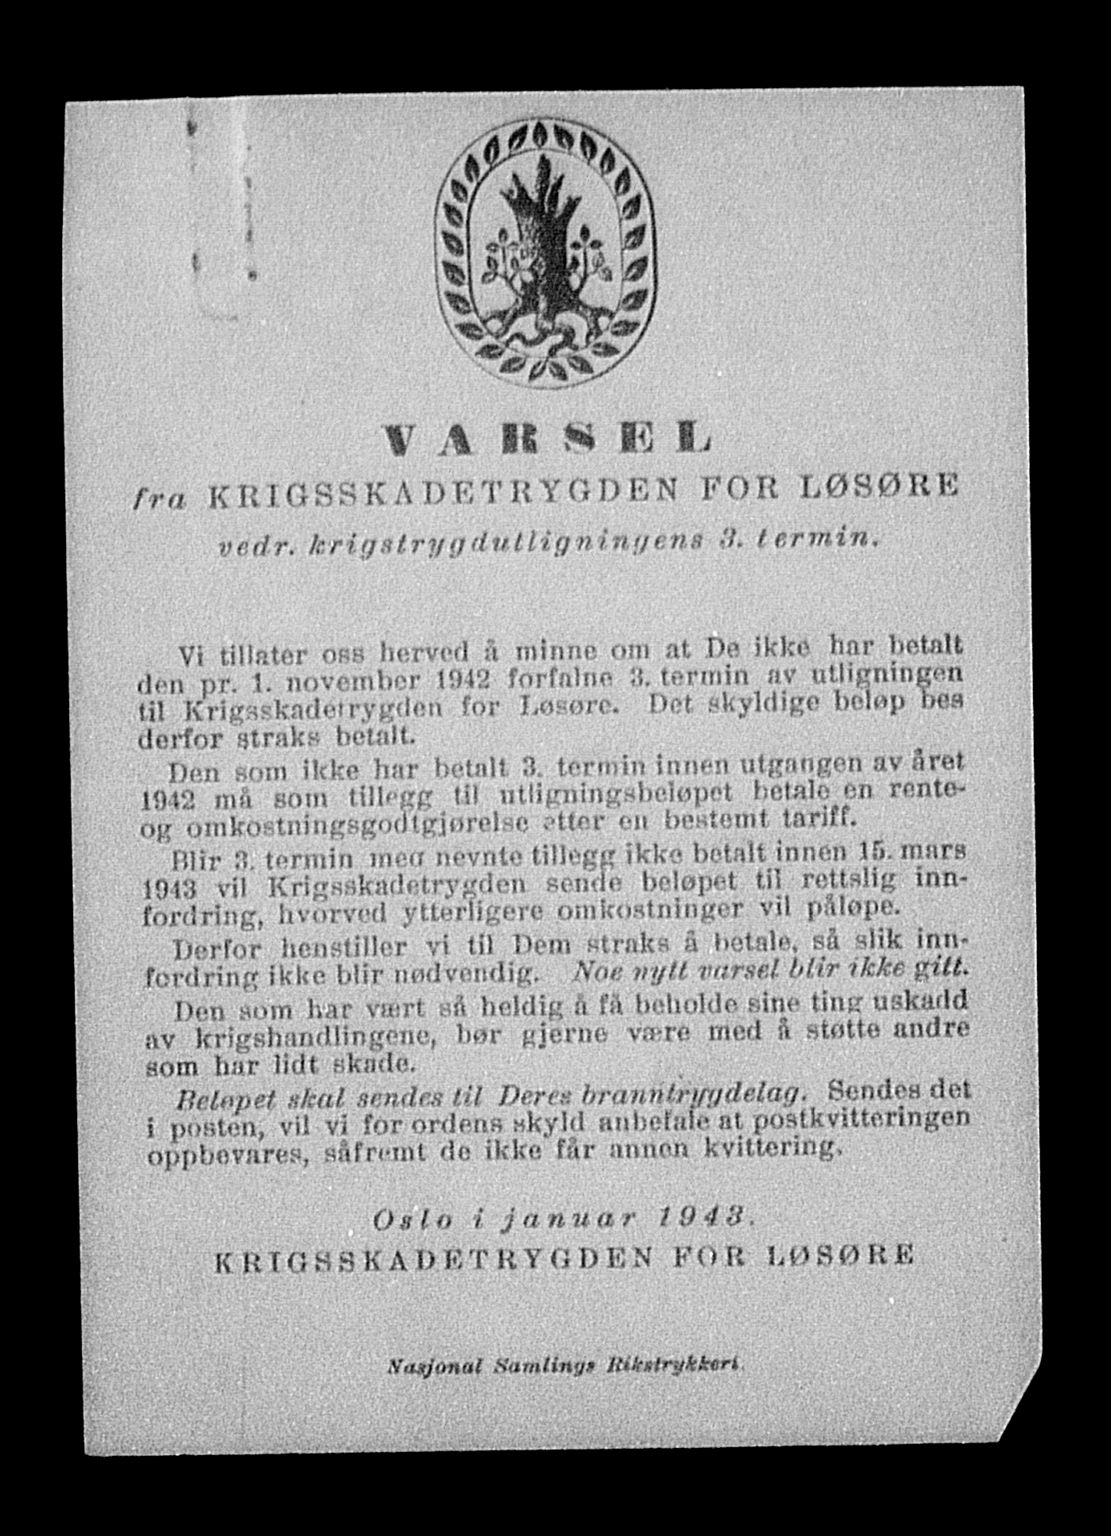 VARSEL
fra KRIGSSKADETRYGDEN FOR LØSØRE
vedr. krigstrygdutligningens 3. termin.
Vi tillater oss herved å minne om at De ikke har betalt
den pr. 1. november 1942 forfalne 3. termin av utligningen
til Krigsskadetrygden for Løsøre. Det skyldige beløp bes
derfor straks betalt.
Den som ikke har betalt 3. termin innen utgangen av året
1942 må som tillegg til utligningsbeløpet betale en rente-
og omkostningsgodtgjørelse etter en bestemt tariff.
Blir 3. termin med nevnte tillegg ikke betalt innen 15. mars
1943 vil Krigsskadetrygden sende beløpet til rettslig inn-
fordring, hvorved ytterligere omkostninger vil påløpe.
Derfor henstiller vi til Dem straks å betale, så slik inn-
fordring ikke blir nødvendig. Noe nytt varsel blir ikke gitt.
Den som har vært så heldig å få beholde sine ting uskadd
av krigshandlingene, bør gjerne være med å støtte andre
som har lidt skade.
Beløpet skal sendes til Deres branntrygdelag. Sendes det
i posten, vil vi for ordens skyld anbefale at postkvitteringen
oppbevares, såfremt de ikke får annen kvittering.
Oslo i januar 1943.
KRIGSSKADETRYGDEN FOR LØSØRE
Nasjonal Samlings Rikstrykkeri.